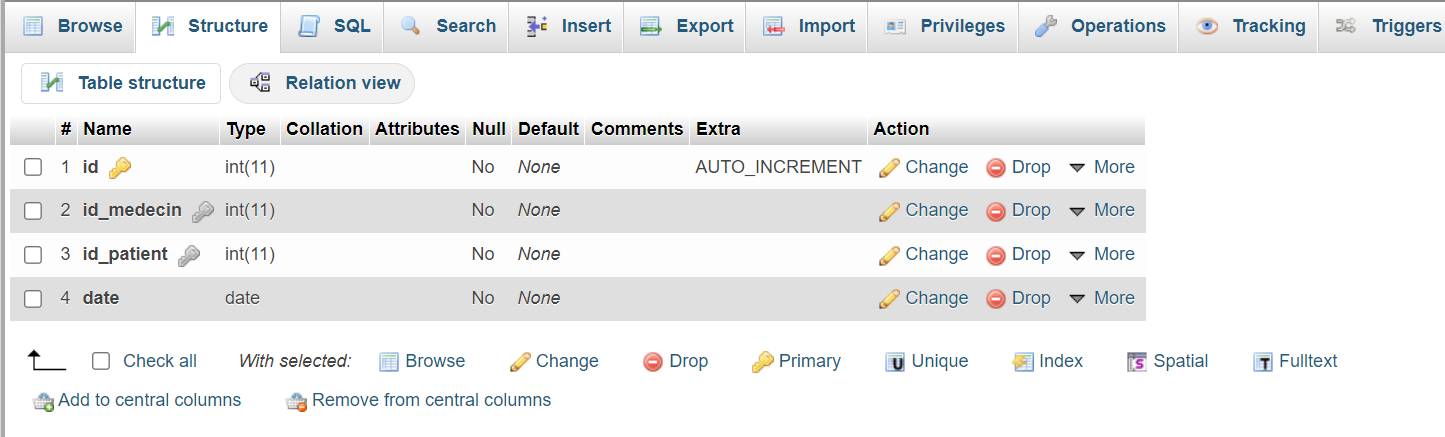 Browse Structure SQL Search Insert Export Import Privileges Operations Tracking Triggers
Table structure Relation view
# Name Type Collation Attributes Null Default Comments Extra Action
1 id int(11) No None AUTO_INCREMENT Change Drop More
2 id_medecin int(11) No None Change Drop More
3 id_patient int(11) No None Change Drop More
4 date date No None Change Drop More
Check all With selected: Browse Change Drop Primary U Unique Index S Spatial T Fulltext
Add to central columns Remove from central columns